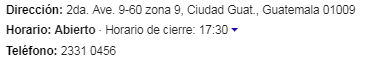 Dirección: 2da. Ave. 9-60 zona 9, Ciudad Guat., Guatemala 01009
Horario: Abierto · Horario de cierre: 17:30
Teléfono: 2331 0456